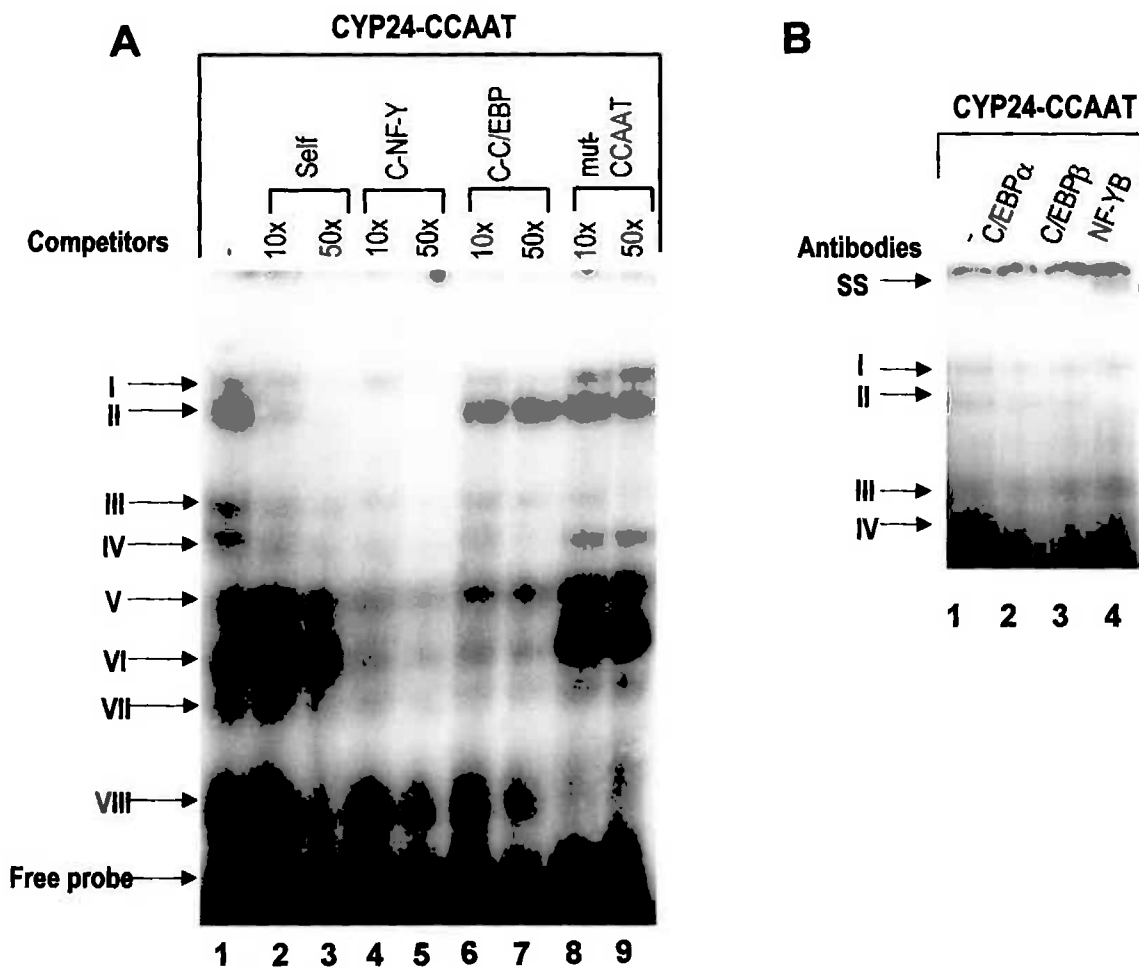 A
CYP24-CCAAT
Self
C-NF-Y
C-C/EBP
mut-
CCAAT
Competitors
- 10x 50x 10x 50x 10x 50x 10x 50x
I
II
III
IV
V
VI
VII
VIII
Free probe
1 2 3 4 5 6 7 8 9
B
CYP24-CCAAT
Antibodies
- C/EBPα C/EBPβ NF-YB
SS
I
II
III
IV
1 2 3 4